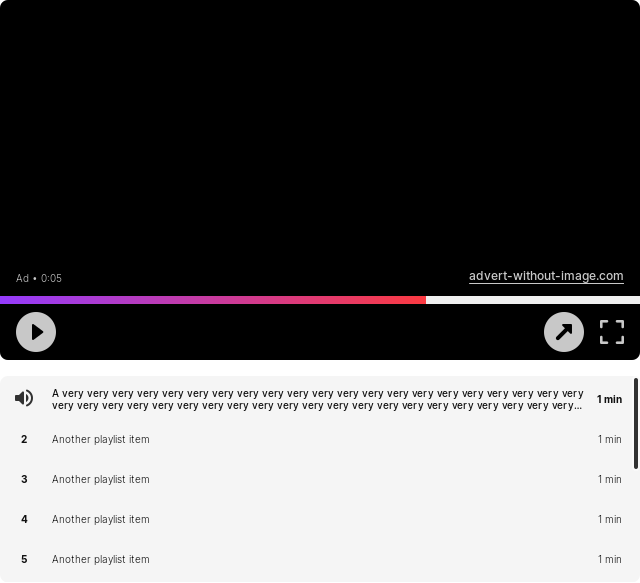 Ad • 0:05
advert-without-image.com
A very very very very very very very very very very very very very very very very very very very very very
very very very very very very very very very very very very very very very very very very very very very...
1 min
2 Another playlist item 1 min
3 Another playlist item 1 min
4 Another playlist item 1 min
5 Another playlist item 1 min